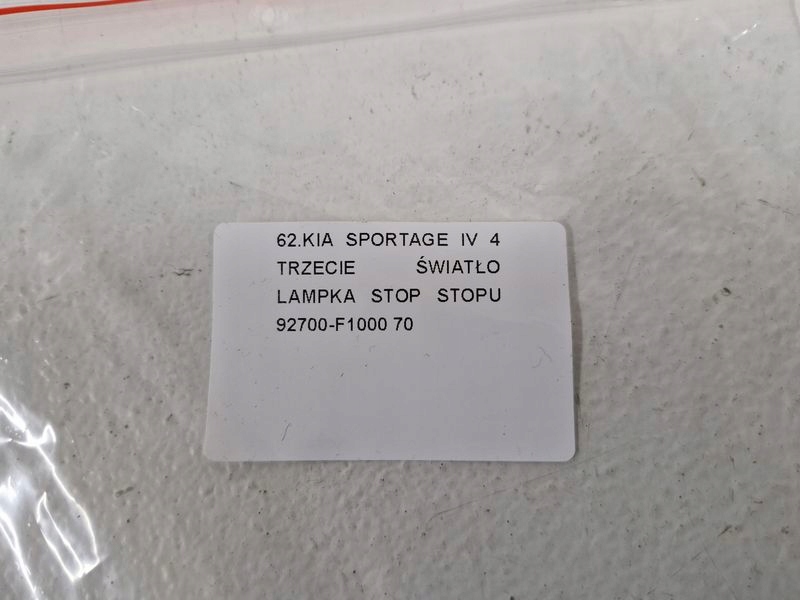 62.KIA SPORTAGE IV 4
TRZECIE ŚWIATŁO
LAMPKA STOP STOPU
92700-F1000 70